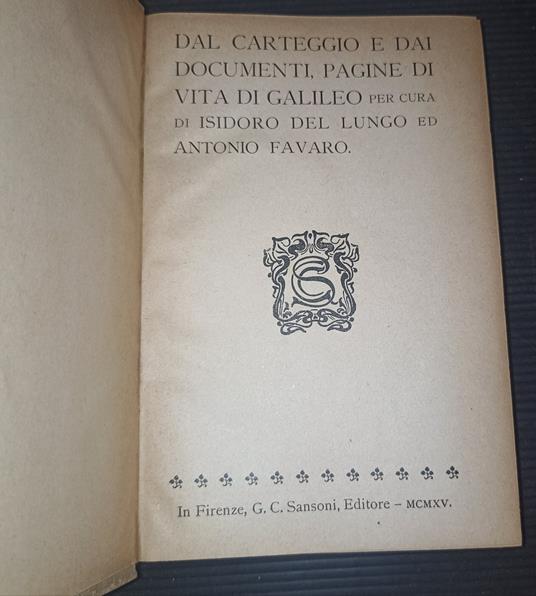 DAL CARTEGGIO E DAI
DOCUMENTI, PAGINE DI
VITA DI GALILEO PER CURA
DI ISIDORO DEL LUNGO ED
ANTONIO FAVARO.
In Firenze, G. C. Sansoni, Editore – MCMXV.